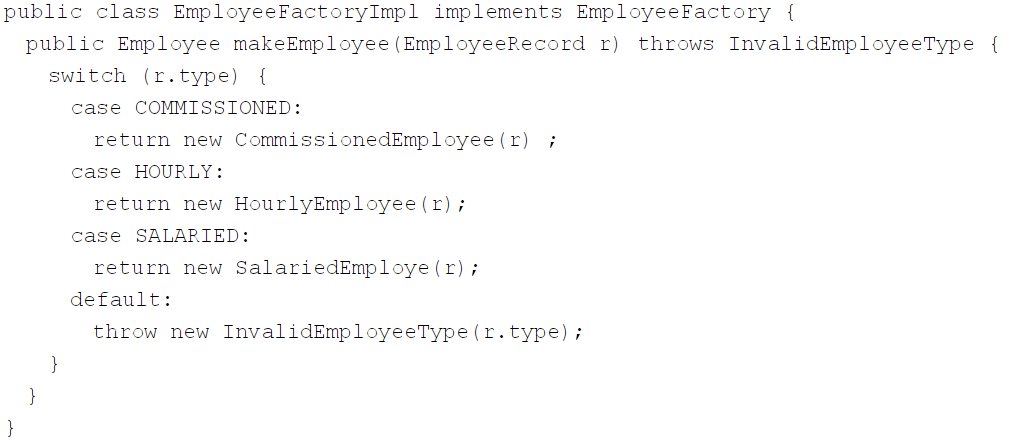 public class EmployeeFactoryImpl implements EmployeeFactory {
public Employee makeEmployee(EmployeeRecord r) throws InvalidEmployeeType {
switch (r.type) {
case COMMISSIONED:
return new CommissionedEmployee(r) ;
case HOURLY:
return new HourlyEmployee(r);
case SALARIED:
return new SalariedEmploye(r);
default:
throw new InvalidEmployeeType(r.type);
}
}
}